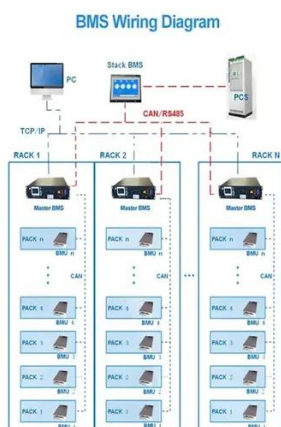 BMS Wiring Diagram
Stack BMS
PC
PCS
CAN/RS485
TCP/IP
RACK 1 RACK 2 RACK N
Master BMS Master BMS Master BMS
PACK n PACK n PACK n
BMU n BMU n BMU n
CAN CAN CAN
PACK 4 PACK 4 PACK 4
BMU 4 BMU 4 BMU 4
PACK 3 PACK 3 PACK 3
BMU 3 BMU 3 BMU 3
PACK 2 PACK 2 PACK 2
BMU 2 BMU 2 BMU 2
PACK 1 PACK 1 PACK 1